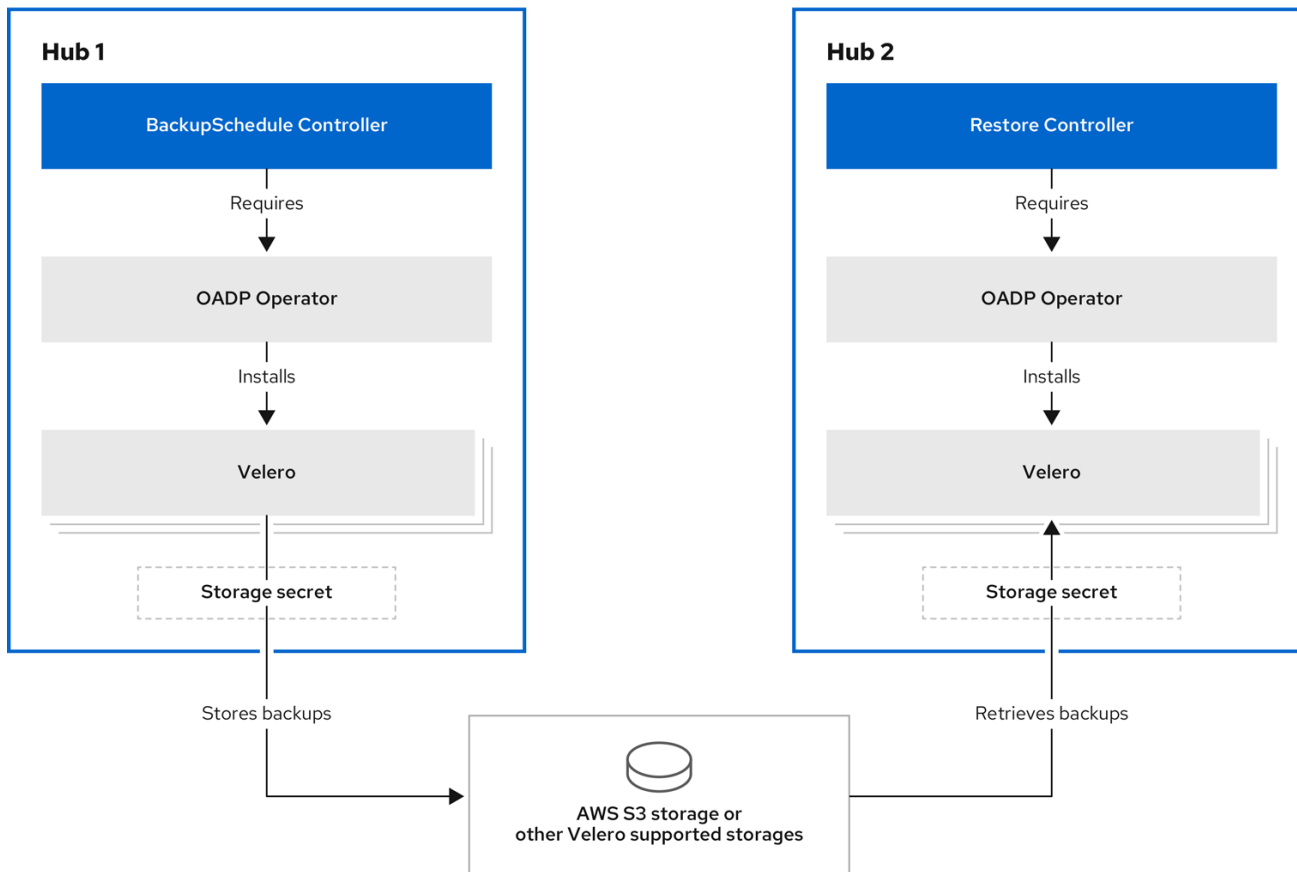 Hub 1
BackupSchedule Controller
Requires
OADP Operator
Installs
Velero
Storage secret
Stores backups
Hub 2
Restore Controller
Requires
OADP Operator
Installs
Velero
Storage secret
Retrieves backups
AWS S3 storage or
other Velero supported storages